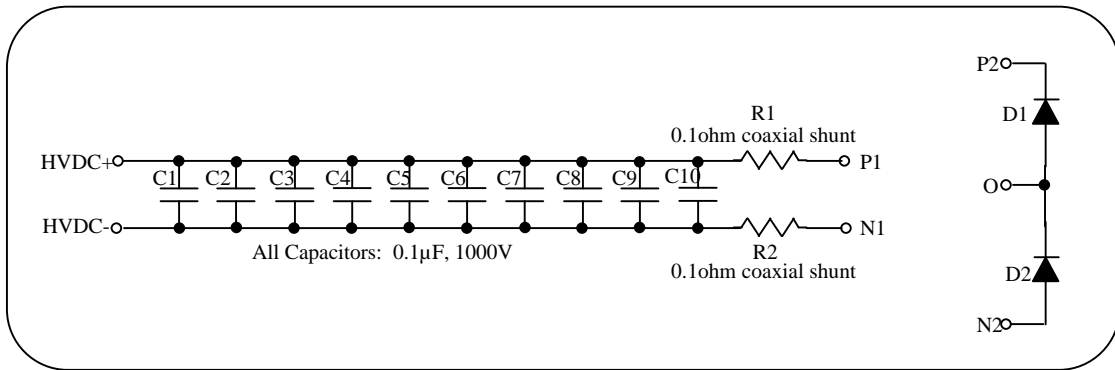 P2
D1
R1
0.1ohm coaxial shunt
HVDC+
P1
C1 C2 C3 C4 C5 C6 C7 C8 C9 C10
O
HVDC-
N1
All Capacitors: 0.1µF, 1000V
R2
0.1ohm coaxial shunt
D2
N2